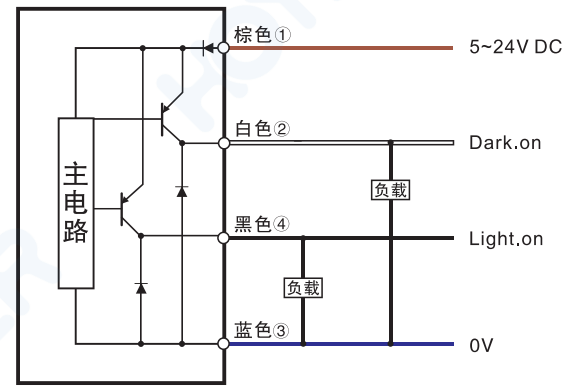 棕色① 5~24V DC
白色② Dark.on
主电路
负载
黑色④ Light.on
负载
蓝色③ 0V